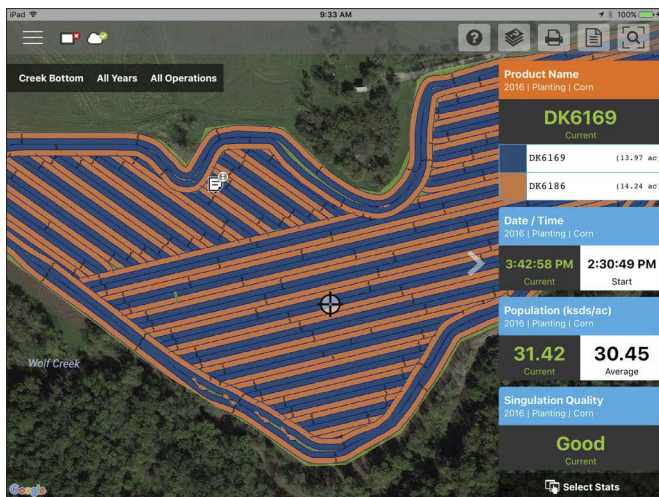 iPad
9:33 AM
100%
?
Creek Bottom All Years All Operations
Product Name
2016 | Planting | Corn
DK6169
Current
DK6169 (13.97 ac)
DK6186 (14.24 ac)
Date / Time
2016 | Planting | Corn
3:42:58 PM 2:30:49 PM
Current Start
Population (ksds/ac)
2016 | Planting | Corn
31.42 30.45
Current Average
Singulation Quality
2016 | Planting | Corn
Good
Current
Wolf Creek
Google
Select Stats